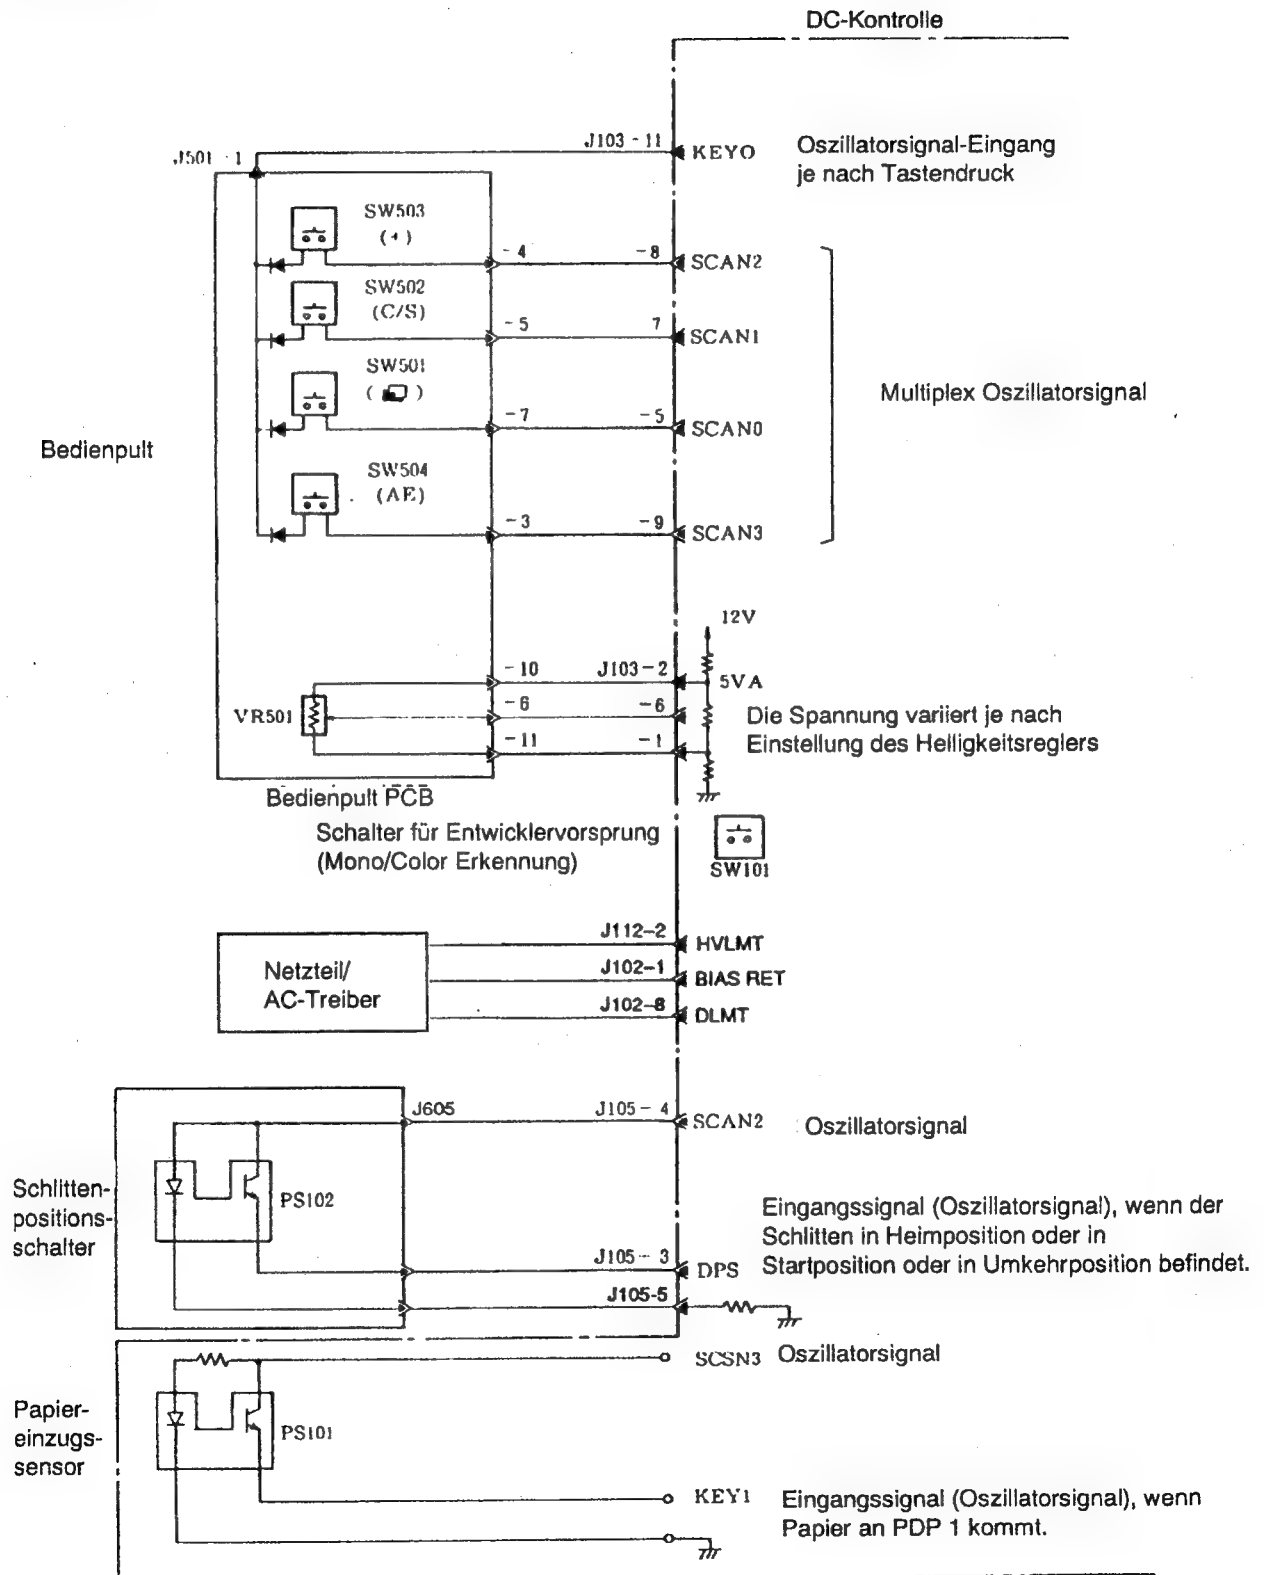 DC-Kontrolle
J103-11
KEYO
Oszillatorsignal-Eingang
je nach Tastendruck
J501-1
SW503
(+)
-4
-8
SCAN2
SW502
(C/S)
-5
7
SCAN1
SW501
( )
-7
-5
SCAN0
Multiplex Oszillatorsignal
Bedienpult
SW504
(AE)
-3
-9
SCAN3
12V
-10
J103-2
5VA
VR501
-6
-6
Die Spannung variiert je nach
Einstellung des Helligkeitsreglers
-11
-1
Bedienpult PCB
Schalter für Entwicklervorsprung
(Mono/Color Erkennung)
SW101
Netzteil/
AC-Treiber
J112-2
HVLMT
J102-1
BIAS RET
J102-8
DLMT
J605
J105-4
SCAN2
Oszillatorsignal
Schlitten-
positions-
schalter
PS102
Eingangssignal (Oszillatorsignal), wenn der
Schlitten in Heimposition oder in
Startposition oder in Umkehrposition befindet.
J105-3
DPS
J105-5
SCSN3
Oszillatorsignal
Papier-
einzugs-
sensor
PS101
KEY1
Eingangssignal (Oszillatorsignal), wenn
Papier an PDP 1 kommt.